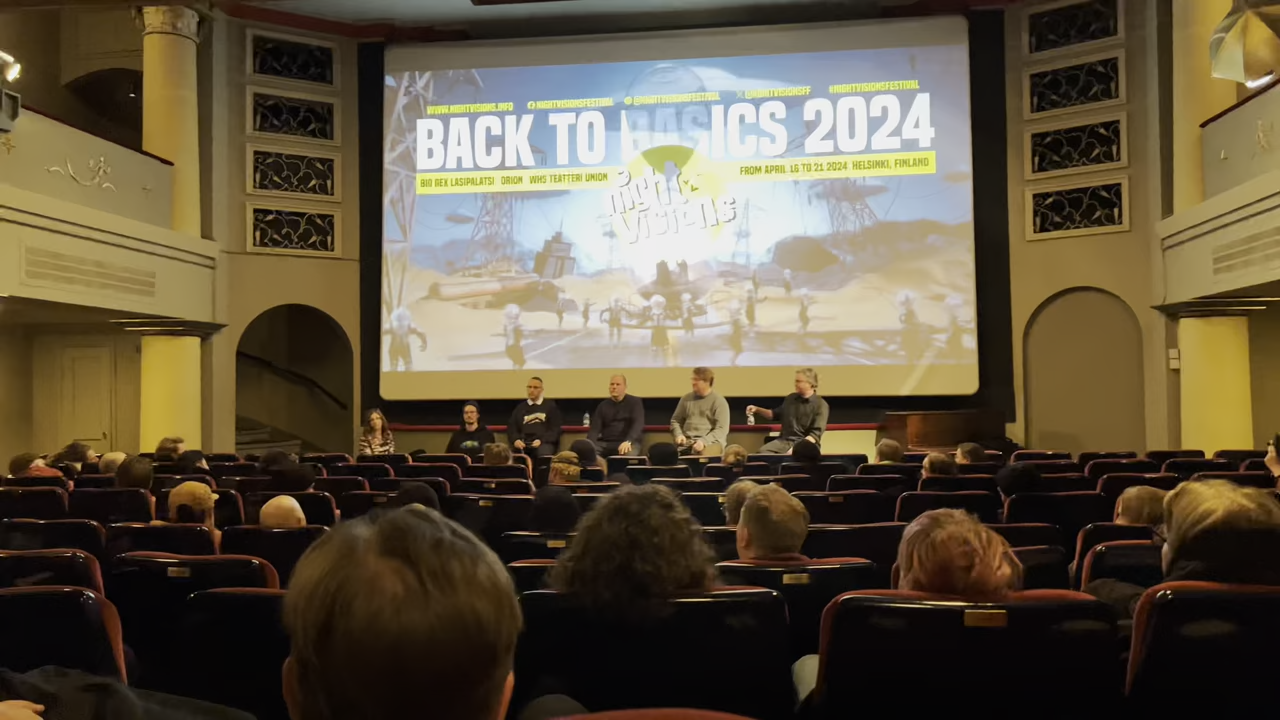 WWW.NIGHTVISIONS.INFO NIGHTVISIONSFESTIVAL @NIGHTVISIONSFESTIVAL @NIGHTVISIONSFF #NIGHTVISIONSFESTIVAL
BACK TO BASICS 2024
BIO REX LASIPALATSI ORION WHS TEATTERI UNION FROM APRIL 16 TO 21 2024 HELSINKI, FINLAND
night
visions